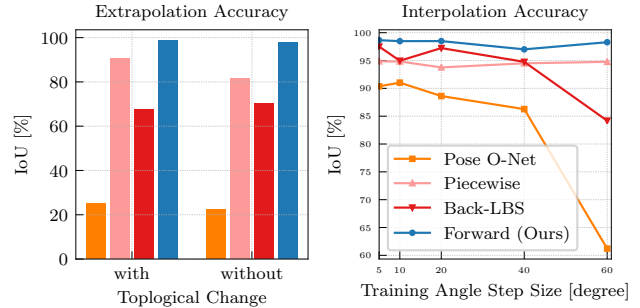 Extrapolation Accuracy
IoU [%]
100
80
60
40
20
0
with without
Toplogical Change
Interpolation Accuracy
IoU [%]
100
95
90
85
80
75
70
65
60
Pose O-Net
Piecewise
Back-LBS
Forward (Ours)
5 10 20 40 60
Training Angle Step Size [degree]